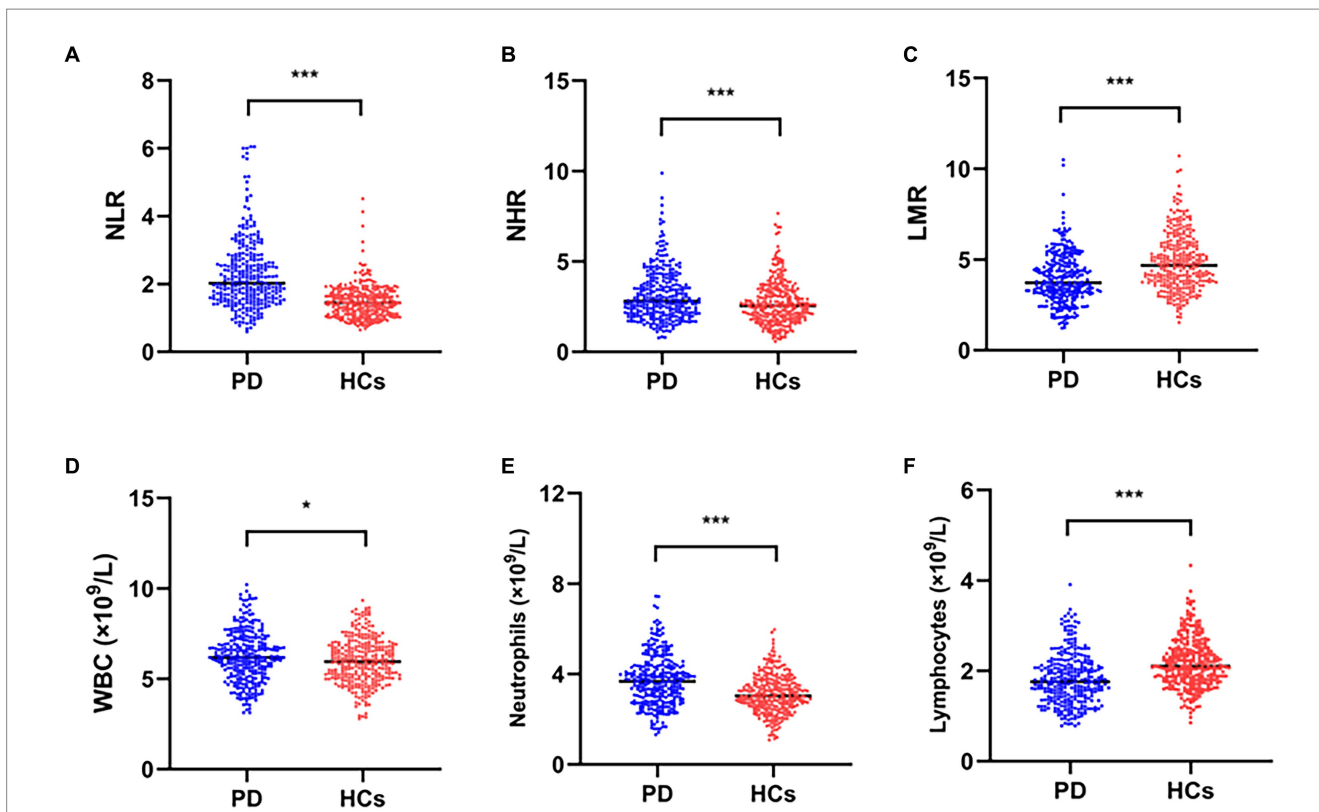 A
★★★
8
6
4
2
0
NLR
PD
HCs
B
★★★
15
10
5
0
NHR
PD
HCs
C
★★★
15
10
5
0
LMR
PD
HCs
D
★
15
10
5
0
WBC (×10⁹/L)
PD
HCs
E
★★★
12
8
4
0
Neutrophils (×10⁹/L)
PD
HCs
F
★★★
6
4
2
0
Lymphocytes (×10⁹/L)
PD
HCs